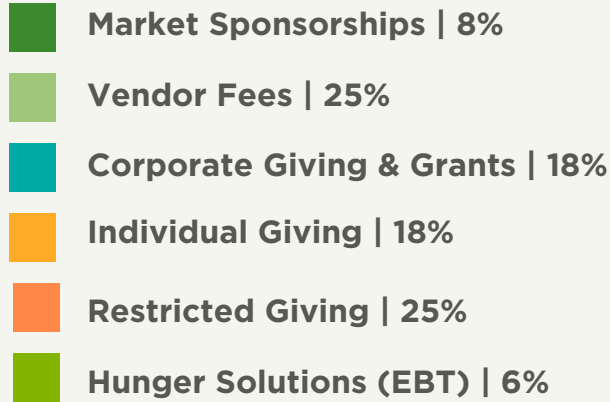 Market Sponsorships | 8%
Vendor Fees | 25%
Corporate Giving & Grants | 18%
Individual Giving | 18%
Restricted Giving | 25%
Hunger Solutions (EBT) | 6%